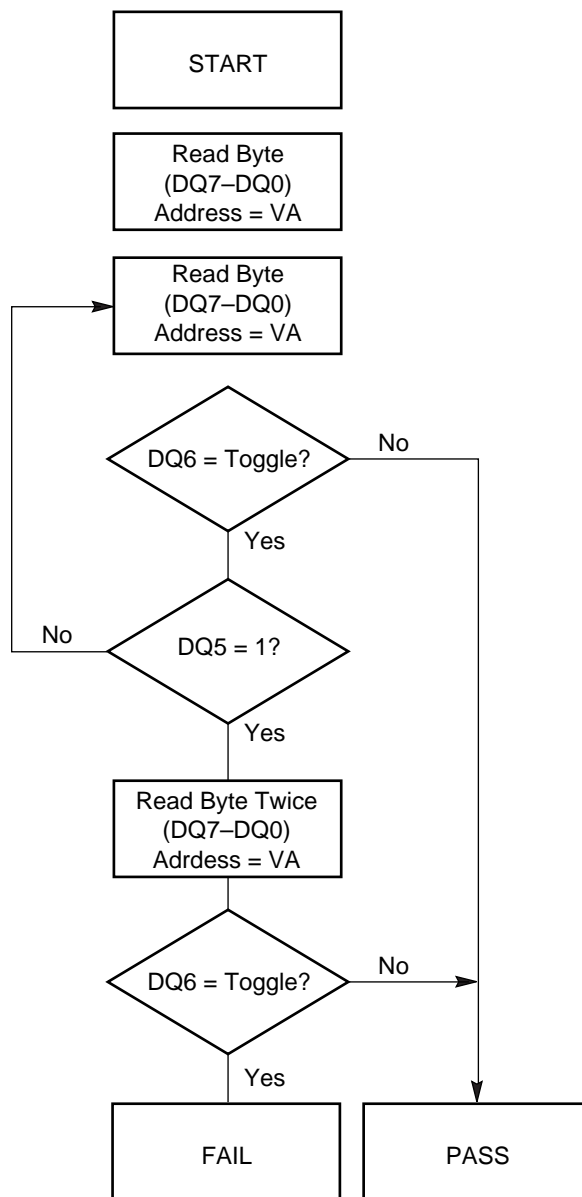 START
Read Byte
(DQ7–DQ0)
Address = VA
Read Byte
(DQ7–DQ0)
Address = VA
DQ6 = Toggle?
No
Yes
No
DQ5 = 1?
Yes
Read Byte Twice
(DQ7–DQ0)
Adrdess = VA
DQ6 = Toggle?
No
Yes
FAIL
PASS